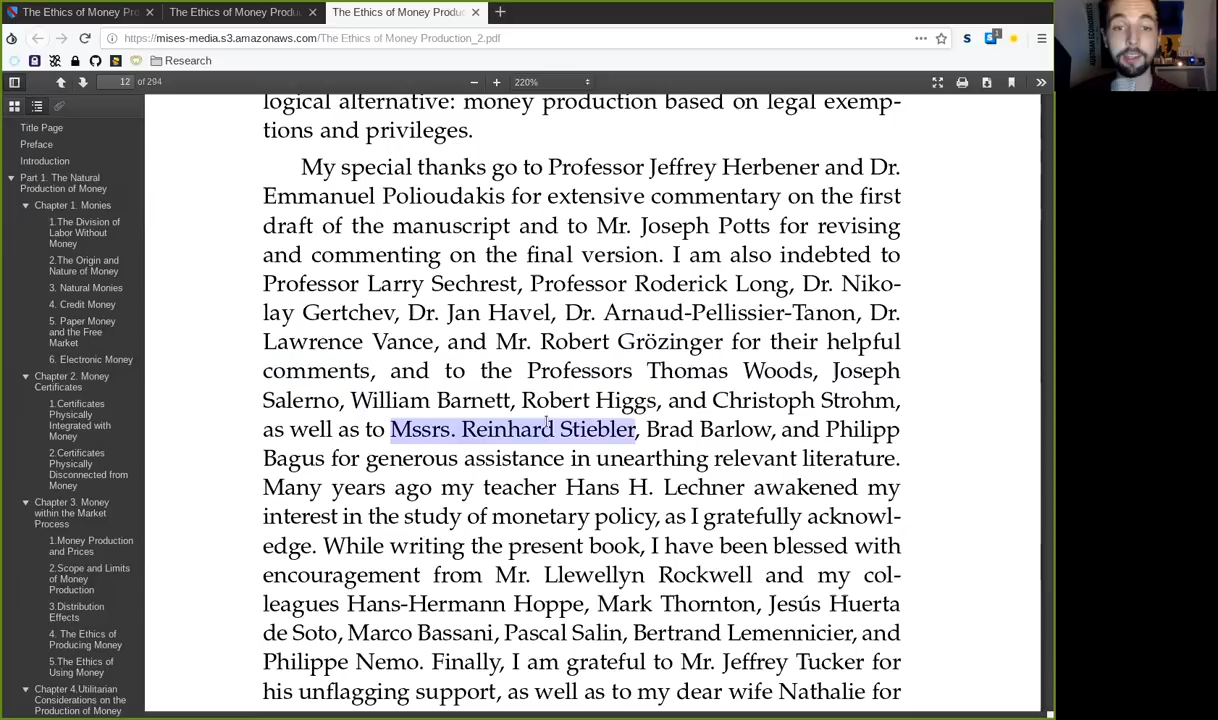 The Ethics of Money Pro
The Ethics of Money Produ
The Ethics of Money Produc
https://mises-media.s3.amazonaws.com/The Ethics of Money Production_2.pdf
Research
12 of 294
220%
Title Page
Preface
Introduction
Part 1. The Natural
Production of Money
Chapter 1. Monies
1.The Division of
Labor Without
Money
2.The Origin and
Nature of Money
3. Natural Monies
4. Credit Money
5. Paper Money
and the Free
Market
6. Electronic Money
Chapter 2. Money
Certificates
1.Certificates
Physically
Integrated with
Money
2.Certificates
Physically
Disconnected from
Money
Chapter 3. Money
within the Market
Process
1.Money Production
and Prices
2.Scope and Limits
of Money
Production
3.Distribution
Effects
4. The Ethics of
Producing Money
5.The Ethics of
Using Money
Chapter 4.Utilitarian
Considerations on the
Production of Money
logical alternative: money production based on legal exemp-
tions and privileges.
My special thanks go to Professor Jeffrey Herbener and Dr.
Emmanuel Polioudakis for extensive commentary on the first
draft of the manuscript and to Mr. Joseph Potts for revising
and commenting on the final version. I am also indebted to
Professor Larry Sechrest, Professor Roderick Long, Dr. Niko-
lay Gertchev, Dr. Jan Havel, Dr. Arnaud-Pellissier-Tanon, Dr.
Lawrence Vance, and Mr. Robert Grözinger for their helpful
comments, and to the Professors Thomas Woods, Joseph
Salerno, William Barnett, Robert Higgs, and Christoph Strohm,
as well as to Mssrs. Reinhard Stiebler, Brad Barlow, and Philipp
Bagus for generous assistance in unearthing relevant literature.
Many years ago my teacher Hans H. Lechner awakened my
interest in the study of monetary policy, as I gratefully acknowl-
edge. While writing the present book, I have been blessed with
encouragement from Mr. Llewellyn Rockwell and my col-
leagues Hans-Hermann Hoppe, Mark Thornton, Jesús Huerta
de Soto, Marco Bassani, Pascal Salin, Bertrand Lemennicier, and
Philippe Nemo. Finally, I am grateful to Mr. Jeffrey Tucker for
his unflagging support, as well as to my dear wife Nathalie for